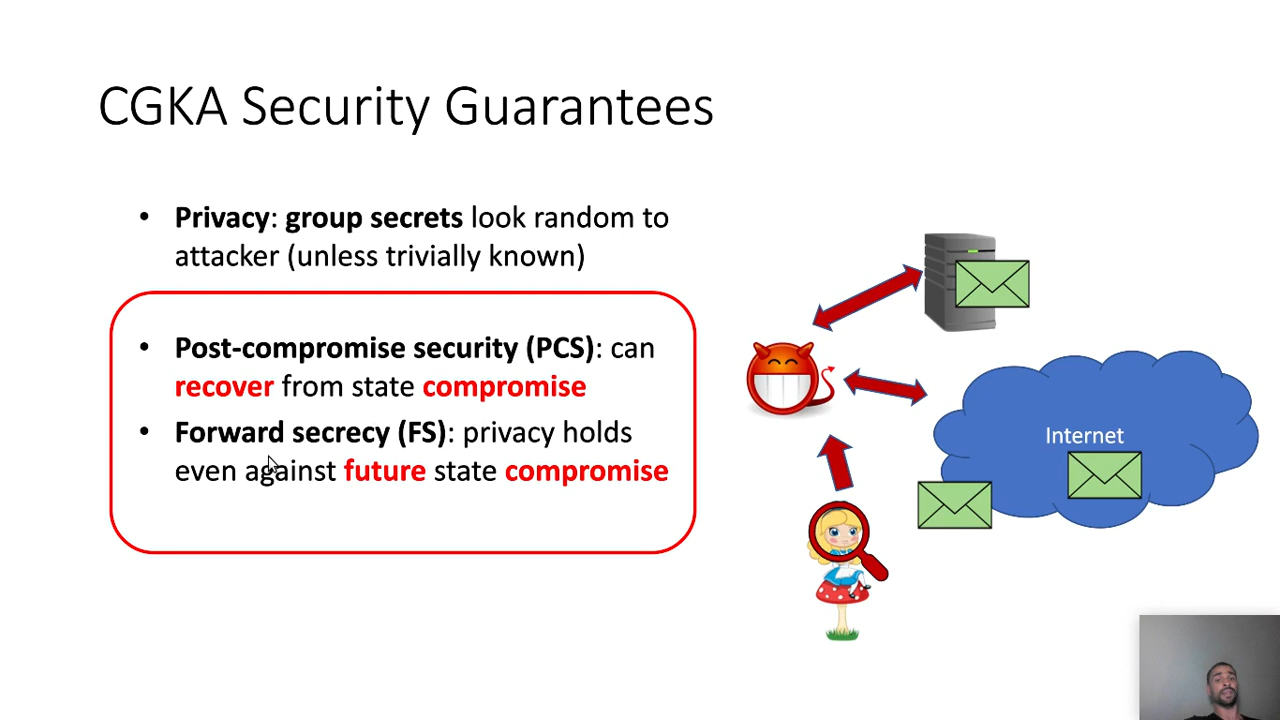 CGKA Security Guarantees
• Privacy: group secrets look random to
attacker (unless trivially known)
• Post-compromise security (PCS): can
recover from state compromise
• Forward secrecy (FS): privacy holds
even against future state compromise
Internet